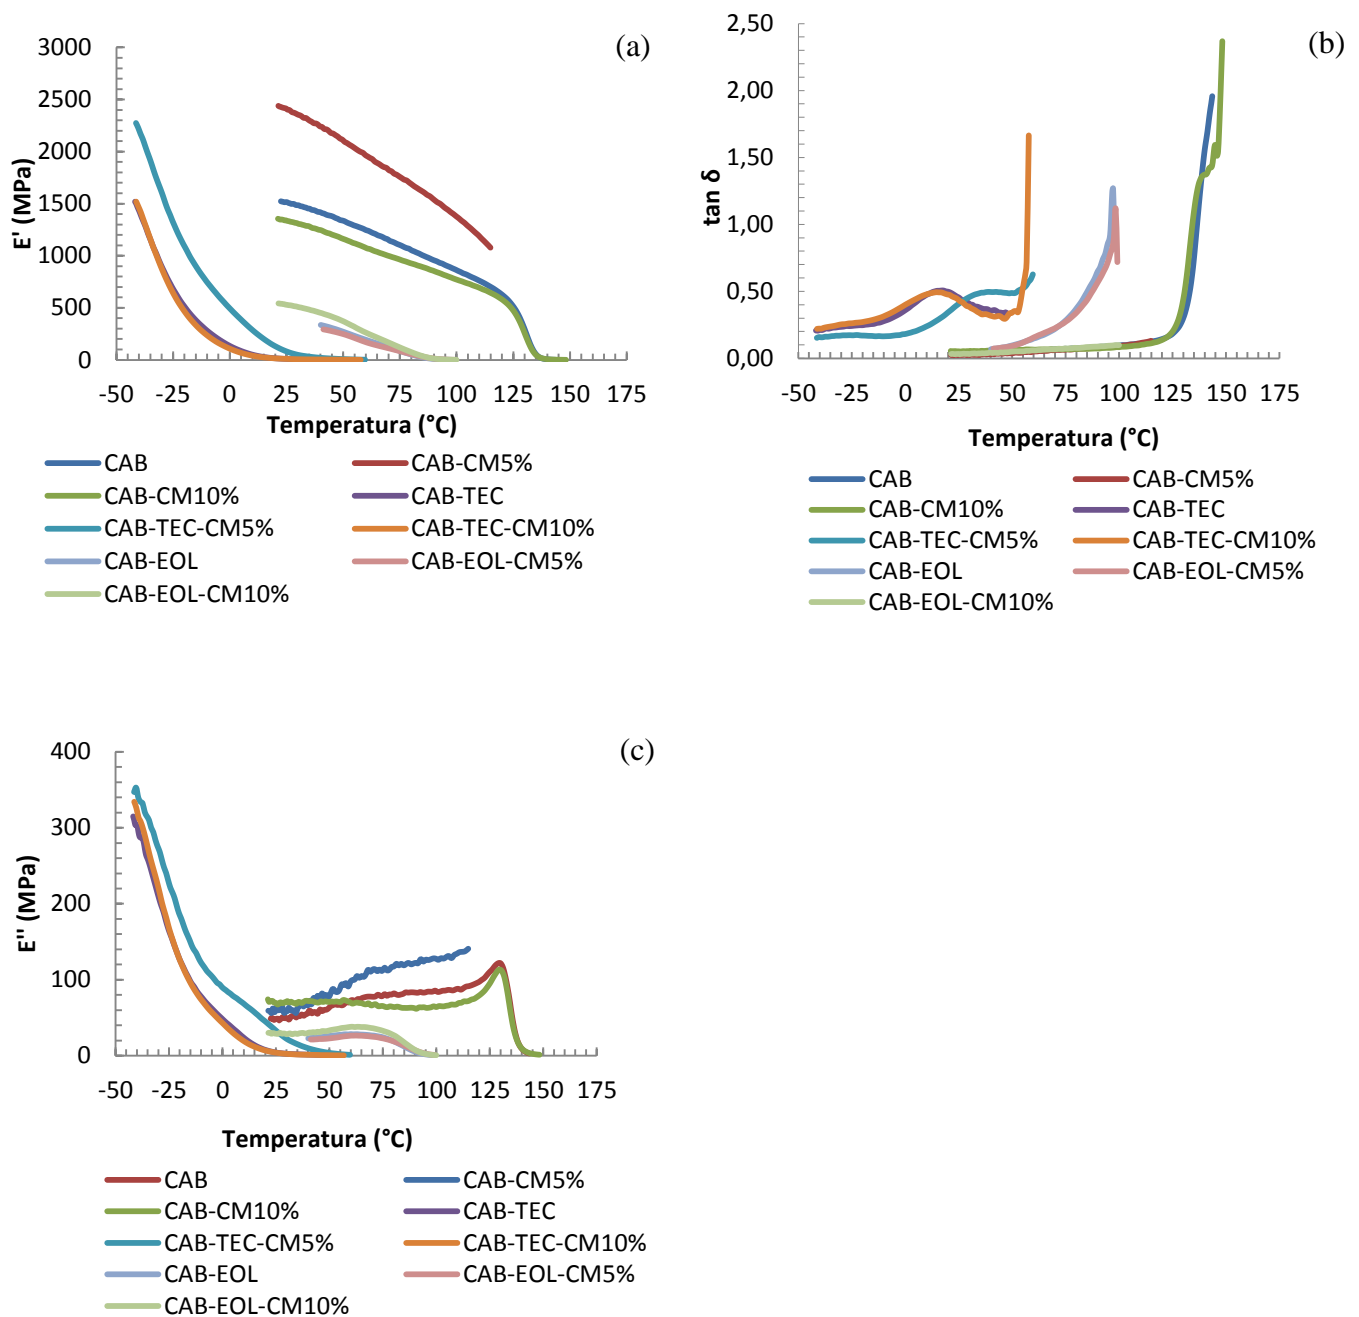 (a)
3000
2500
2000
1500
1000
500
0
E' (MPa)
-50 -25 0 25 50 75 100 125 150 175
Temperatura (°C)
CAB CAB-CM5%
CAB-CM10% CAB-TEC
CAB-TEC-CM5% CAB-TEC-CM10%
CAB-EOL CAB-EOL-CM5%
CAB-EOL-CM10%
(b)
2,50
2,00
1,50
1,00
0,50
0,00
tan δ
-50 -25 0 25 50 75 100 125 150 175
Temperatura (°C)
CAB CAB-CM5%
CAB-CM10% CAB-TEC
CAB-TEC-CM5% CAB-TEC-CM10%
CAB-EOL CAB-EOL-CM5%
CAB-EOL-CM10%
(c)
400
300
200
100
0
E'' (MPa)
-50 -25 0 25 50 75 100 125 150 175
Temperatura (°C)
CAB CAB-CM5%
CAB-CM10% CAB-TEC
CAB-TEC-CM5% CAB-TEC-CM10%
CAB-EOL CAB-EOL-CM5%
CAB-EOL-CM10%